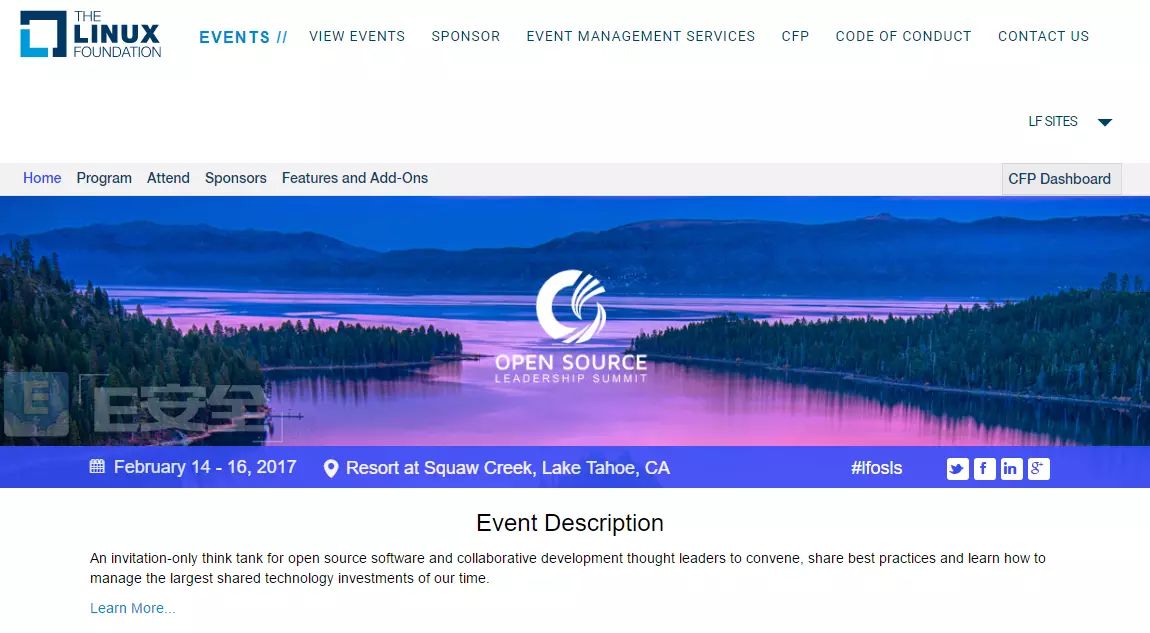 THE
LINUX
FOUNDATION
EVENTS // VIEW EVENTS SPONSOR EVENT MANAGEMENT SERVICES CFP CODE OF CONDUCT CONTACT US
LF SITES
Home Program Attend Sponsors Features and Add-Ons CFP Dashboard
OPEN SOURCE
LEADERSHIP SUMMIT
E E安全
February 14 - 16, 2017 Resort at Squaw Creek, Lake Tahoe, CA #lfosls
Event Description
An invitation-only think tank for open source software and collaborative development thought leaders to convene, share best practices and learn how to
manage the largest shared technology investments of our time.
Learn More...